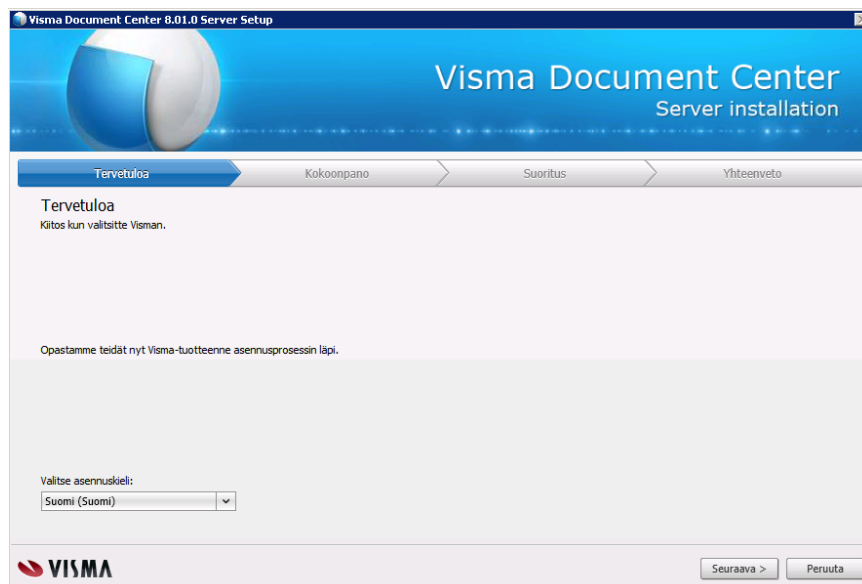 Visma Document Center 8.01.0 Server Setup
Visma Document Center
Server installation
Tervetuloa
Kokoonpano
Suoritus
Yhteenveto
Tervetuloa
Kiitos kun valitsitte Visman.
Opastamme teidät nyt Visma-tuotteenne asennusprosessin läpi.
Valitse asennuskieli:
Suomi (Suomi)
VISMA
Seuraava >
Peruuta